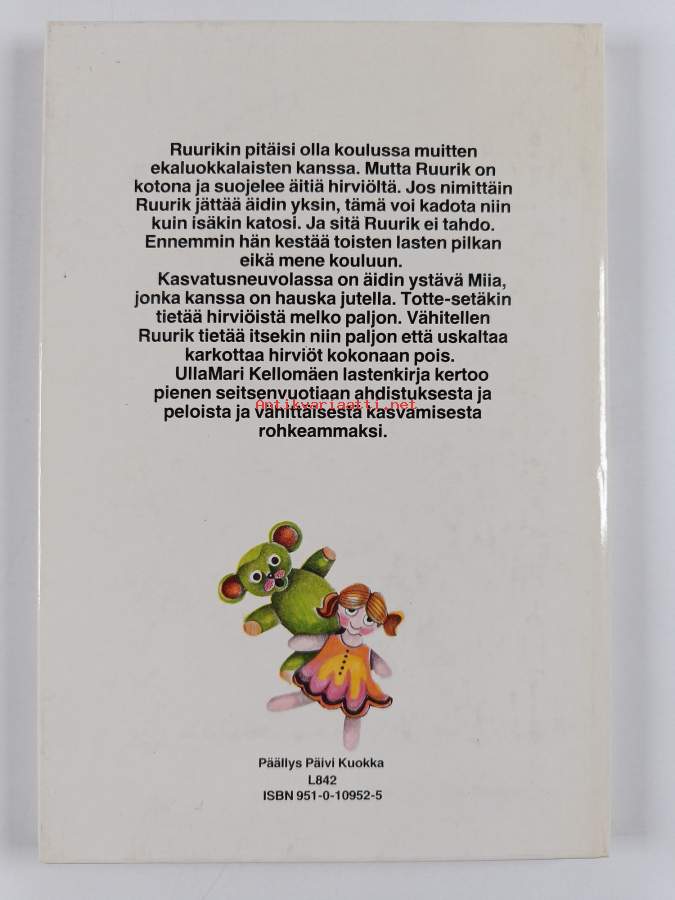 Ruurikin pitäisi olla koulussa muitten
ekaluokkalaisten kanssa. Mutta Ruurik on
kotona ja suojelee äitiä hirviöltä. Jos nimittäin
Ruurik jättää äidin yksin, tämä voi kadota niin
kuin isäkin katosi. Ja sitä Ruurik ei tahdo.
Ennemmin hän kestää toisten lasten pilkan
eikä mene kouluun.
Kasvatusneuvolassa on äidin ystävä Miia,
jonka kanssa on hauska jutella. Totte-setäkin
tietää hirviöistä melko paljon. Vähitellen
Ruurik tietää itsekin niin paljon että uskaltaa
karkottaa hirviöt kokonaan pois.
UllaMari Kellomäen lastenkirja kertoo
pienen seitsenvuotiaan ahdistuksesta ja
peloista ja vähittäisestä kasvamisesta
rohkeammaksi.
Antikvariaatti.net
Päällys Päivi Kuokka
L842
ISBN 951-0-10952-5